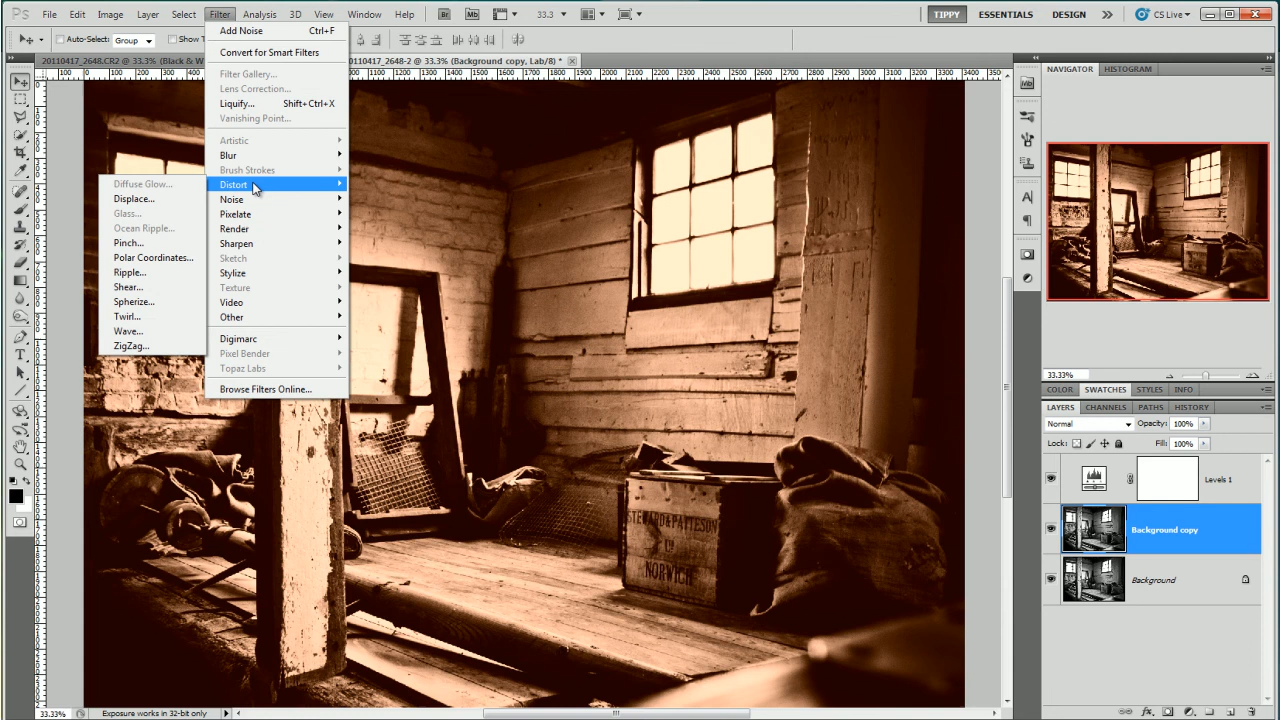 Ps File Edit Image Layer Select Filter Analysis 3D View Window Help Br Mb 33.3 TIPPY ESSENTIALS DESIGN CS Live
Auto-Select: Group Show T
20110417_2648.CR2 @ 33.3% (Black & W
0110417_2648-2 @ 33.3% (Background copy, Lab/8) *
Add Noise Ctrl+F
Convert for Smart Filters
Filter Gallery...
Lens Correction...
Liquify... Shift+Ctrl+X
Vanishing Point...
Artistic
Blur
Brush Strokes
Distort
Noise
Pixelate
Render
Sharpen
Sketch
Stylize
Texture
Video
Other
Digimarc
Pixel Bender
Topaz Labs
Browse Filters Online...
Diffuse Glow...
Displace...
Glass...
Ocean Ripple...
Pinch...
Polar Coordinates...
Ripple...
Shear...
Spherize...
Twirl...
Wave...
ZigZag...
STEWARD & PATTESON
LD
NORWICH
NAVIGATOR HISTOGRAM
33.33%
COLOR SWATCHES STYLES INFO
LAYERS CHANNELS PATHS HISTORY
Normal Opacity: 100%
Lock: Fill: 100%
Levels 1
Background copy
Background
33.33% Exposure works in 32-bit only